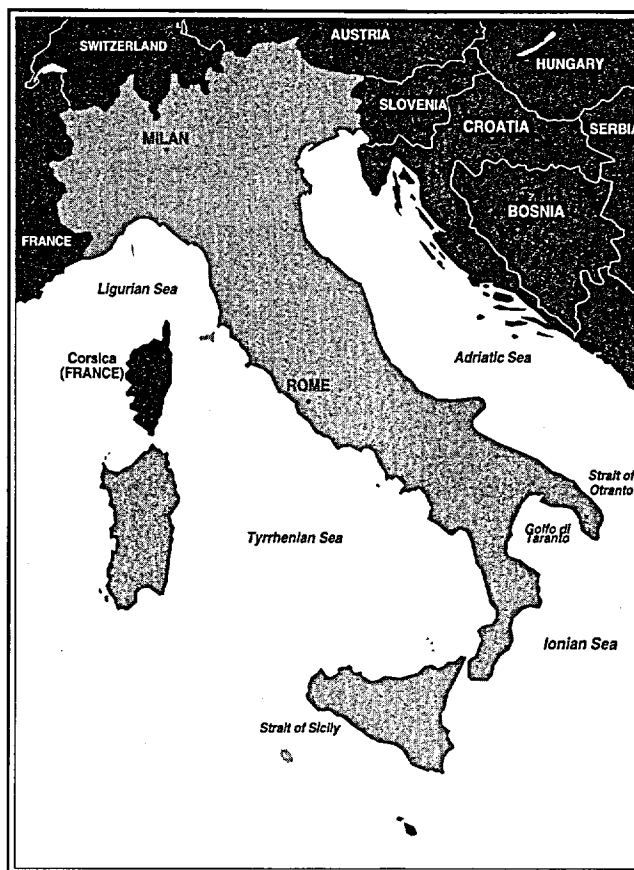 AUSTRIA
SWITZERLAND
HUNGARY
SLOVENIA
CROATIA
SERBIA
MILAN
BOSNIA
FRANCE
Ligurian Sea
Adriatic Sea
Corsica
(FRANCE)
ROME
Strait of
Otranto
Golfo di
Taranto
Tyrrhenian Sea
Ionian Sea
Strait of Sicily